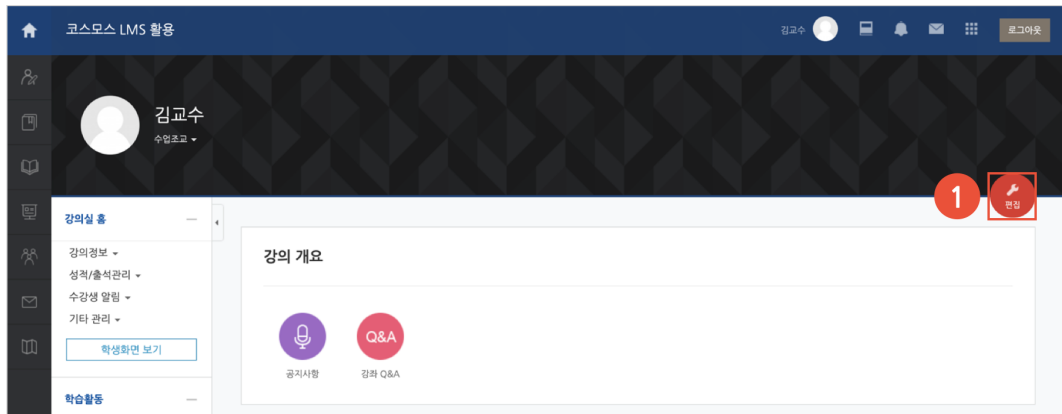 코스모스 LMS 활용
김교수
로그아웃
김교수
수업조교
1
편집
강의실 홈
강의정보
성적/출석관리
수강생 알림
기타 관리
학생화면 보기
학습활동
강의 개요
Q&A
공지사항
강좌 Q&A